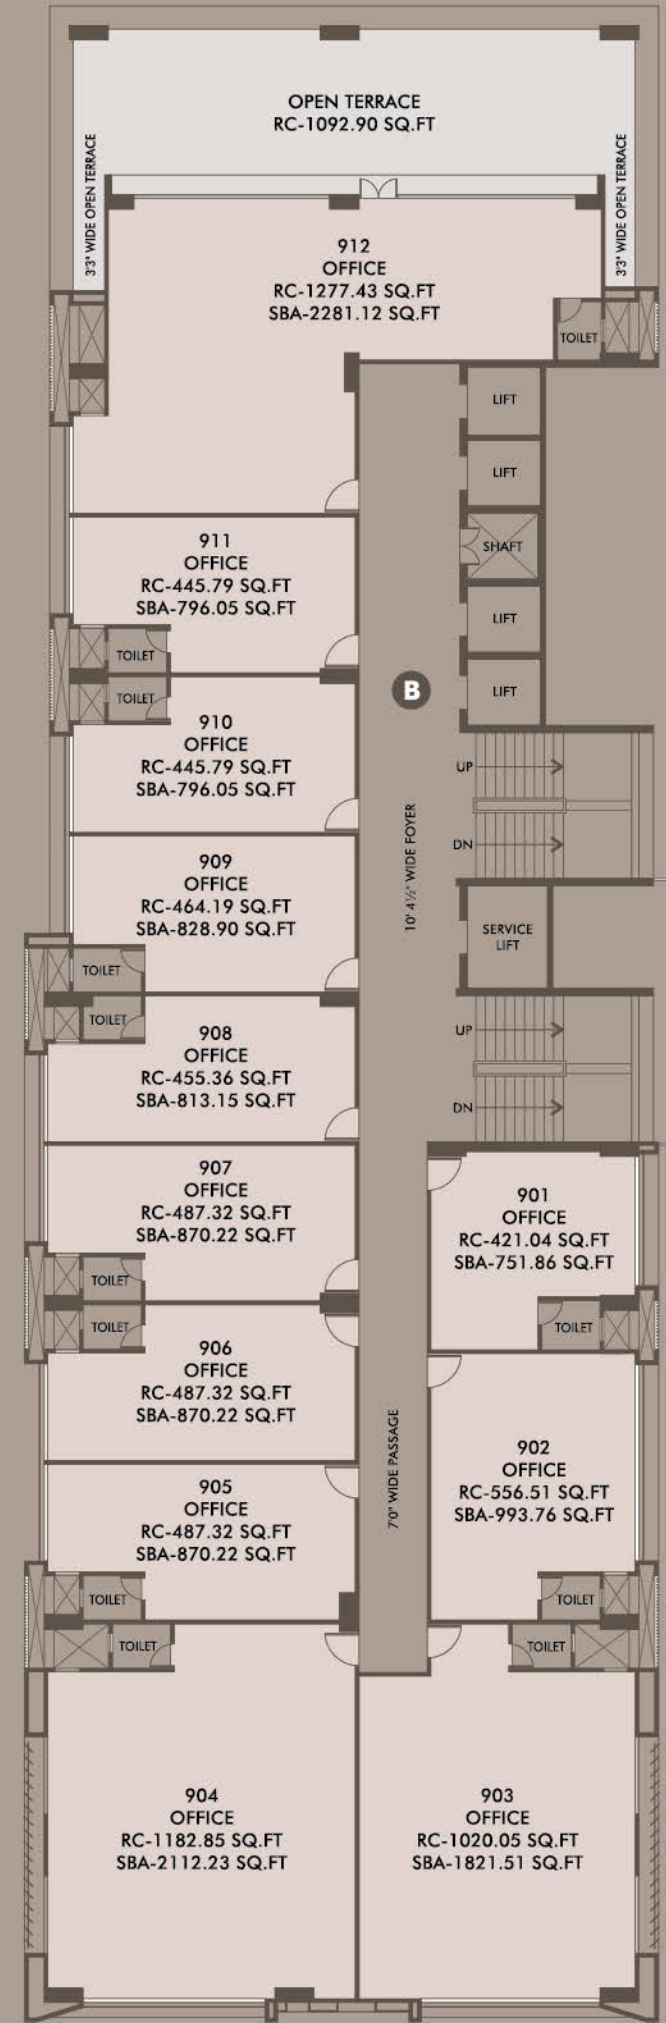 OPEN TERRACE
RC-1092.90 SQ.FT
3'3" WIDE OPEN TERRACE
3'3" WIDE OPEN TERRACE
912
OFFICE
RC-1277.43 SQ.FT
SBA-2281.12 SQ.FT
TOILET
LIFT
LIFT
SHAFT
LIFT
LIFT
911
OFFICE
RC-445.79 SQ.FT
SBA-796.05 SQ.FT
TOILET
TOILET
B
910
OFFICE
RC-445.79 SQ.FT
SBA-796.05 SQ.FT
UP
DN
10' 4½" WIDE FOYER
909
OFFICE
RC-464.19 SQ.FT
SBA-828.90 SQ.FT
SERVICE
LIFT
TOILET
TOILET
908
OFFICE
RC-455.36 SQ.FT
SBA-813.15 SQ.FT
UP
DN
907
OFFICE
RC-487.32 SQ.FT
SBA-870.22 SQ.FT
901
OFFICE
RC-421.04 SQ.FT
SBA-751.86 SQ.FT
TOILET
TOILET
TOILET
906
OFFICE
RC-487.32 SQ.FT
SBA-870.22 SQ.FT
7'0" WIDE PASSAGE
902
OFFICE
RC-556.51 SQ.FT
SBA-993.76 SQ.FT
905
OFFICE
RC-487.32 SQ.FT
SBA-870.22 SQ.FT
TOILET
TOILET
TOILET
TOILET
904
OFFICE
RC-1182.85 SQ.FT
SBA-2112.23 SQ.FT
903
OFFICE
RC-1020.05 SQ.FT
SBA-1821.51 SQ.FT